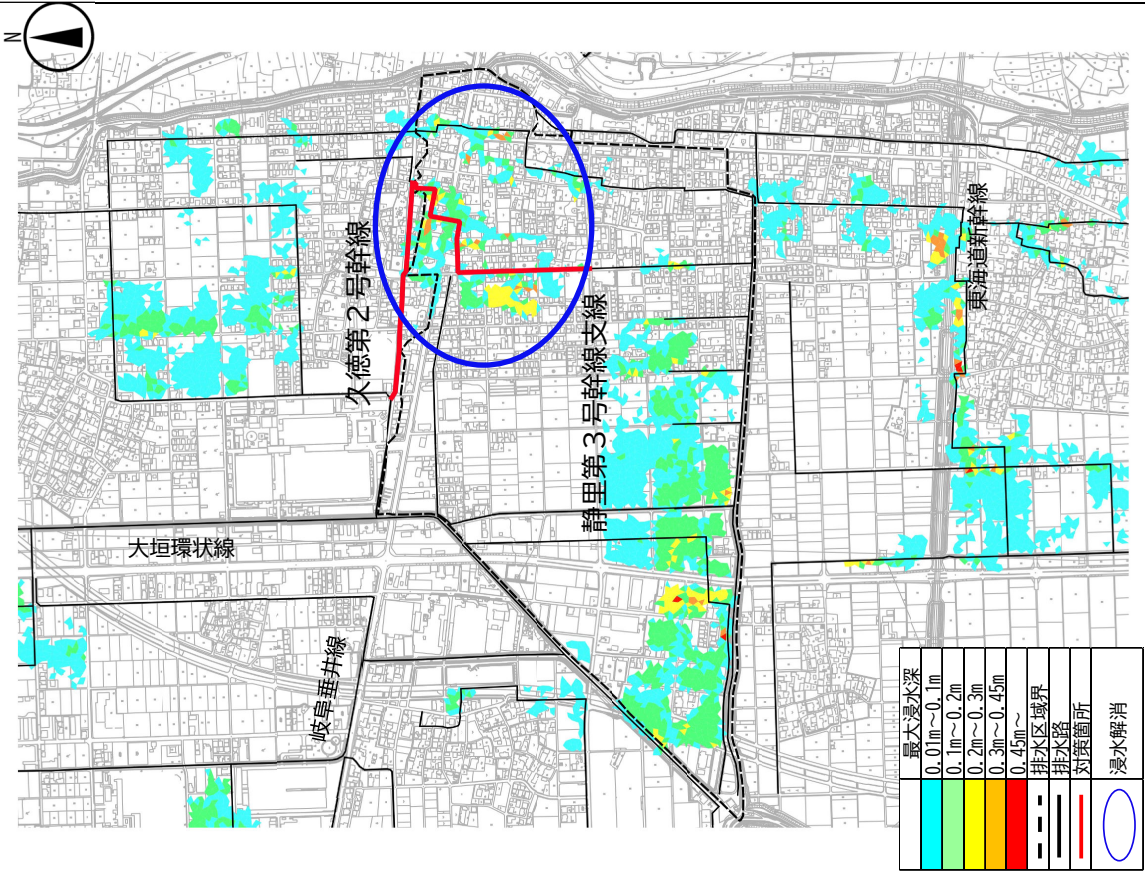 N
久徳第2号幹線
静里第3号幹線支線
東海道新幹線
大垣環状線
岐阜垂井線
最大浸水深
0.01m～0.1m
0.1m～0.2m
0.2m～0.3m
0.3m～0.45m
0.45m～
排水区域界
排水路
対策箇所
浸水解消